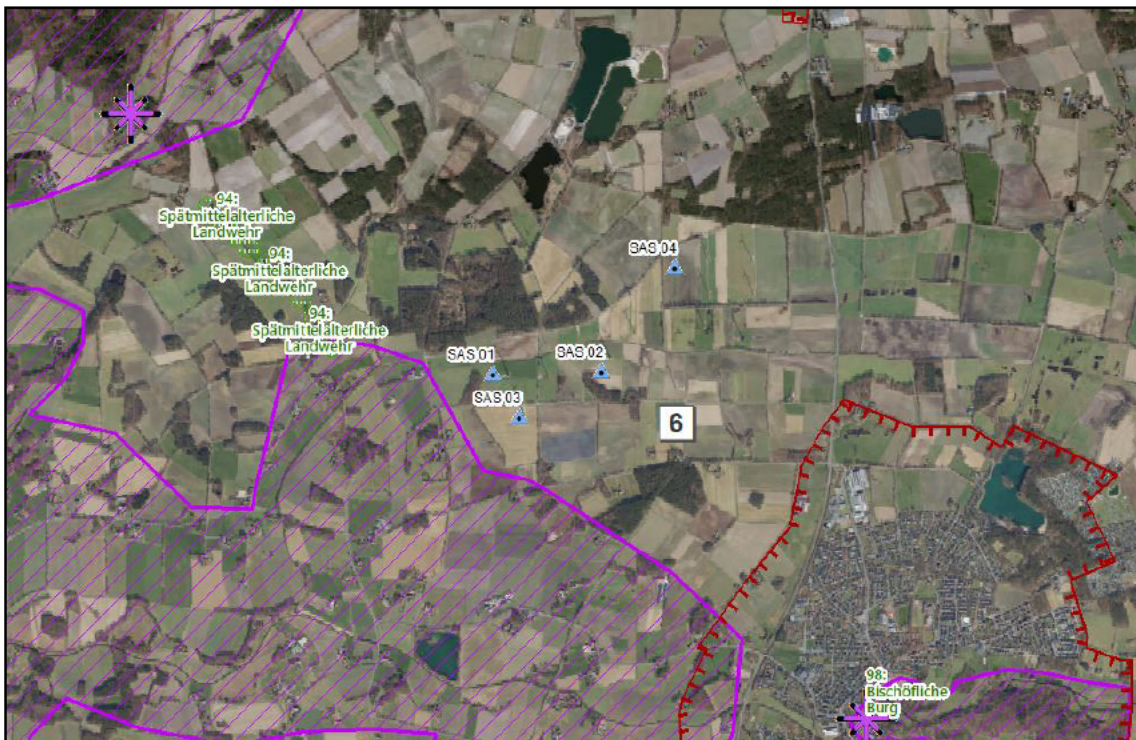 94:
Spätmittelalterliche
Landwehr
94:
Spätmittelalterliche
Landwehr
94:
Spätmittelalterliche
Landwehr
SAS 04
SAS 01
SAS 02
SAS 03
6
98:
Bischöfliche
Burg